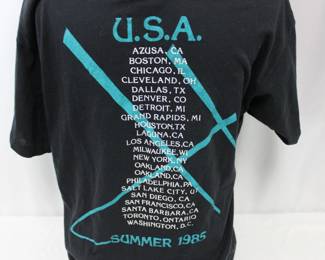 U.S.A.
AZUSA, CA
BOSTON, MA
CHICAGO, IL
CLEVELAND, OH
DALLAS, TX
DENVER, CO
DETROIT, MI
GRAND RAPIDS, MI
HOUSTON, TX
LAGUNA, CA
LOS ANGELES, CA
MILWAUKEE, WI
NEW YORK, NY
OAKLAND, CA
OAKLAND, CA
PHILADELPHIA, PA
SALT LAKE CITY, UT
SAN DIEGO, CA
SAN FRANCISCO, CA
SANTA BARBARA, CA
TORONTO, ONTARIO
WASHINGTON, D.C.
SUMMER 1985